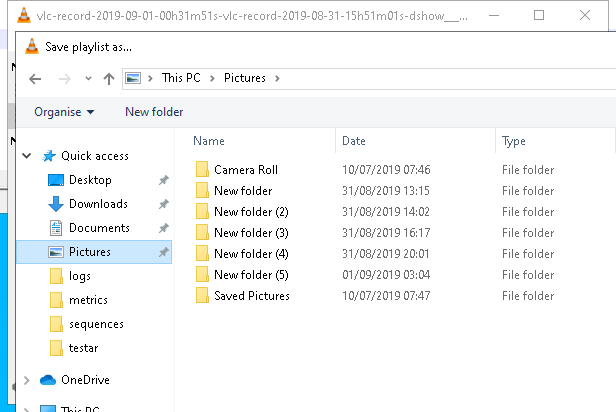 vlc-record-2019-09-01-00h31m51s-vlc-record-2019-08-31-15h51m01s-dshow__...
Save playlist as...
This PC > Pictures >
Organise New folder
Name Date Type
Quick access
Desktop
Downloads
Documents
Pictures
logs
metrics
sequences
testar
OneDrive
This PC
Camera Roll 10/07/2019 07:46 File folder
New folder 31/08/2019 13:15 File folder
New folder (2) 31/08/2019 14:02 File folder
New folder (3) 31/08/2019 16:17 File folder
New folder (4) 31/08/2019 20:01 File folder
New folder (5) 01/09/2019 03:04 File folder
Saved Pictures 10/07/2019 07:47 File folder